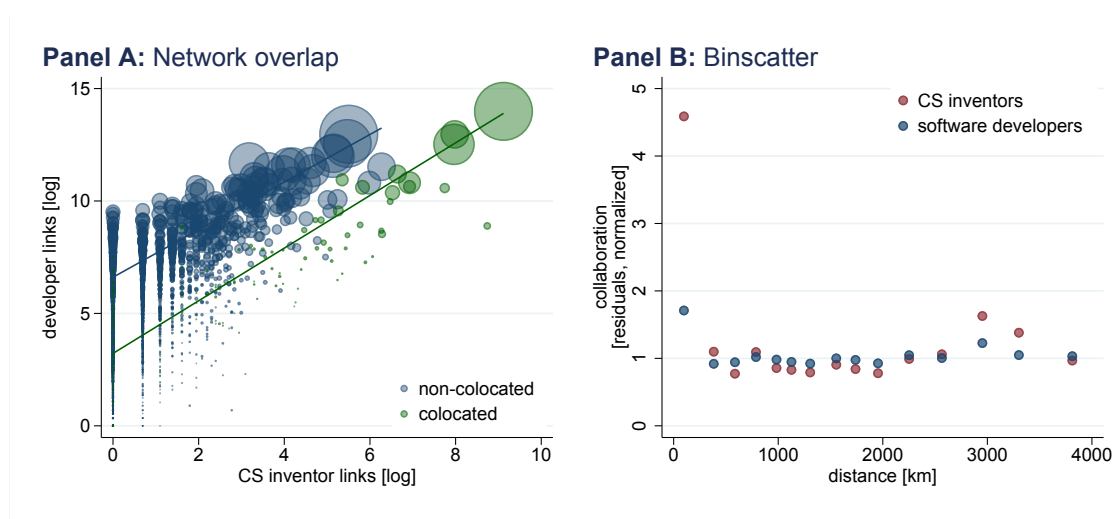 Panel A: Network overlap
15
10
5
0
developer links [log]
0 2 4 6 8 10
CS inventor links [log]
non-colocated
colocated
Panel B: Binscatter
5
4
3
2
1
0
collaboration
[residuals, normalized]
0 1000 2000 3000 4000
distance [km]
CS inventors
software developers